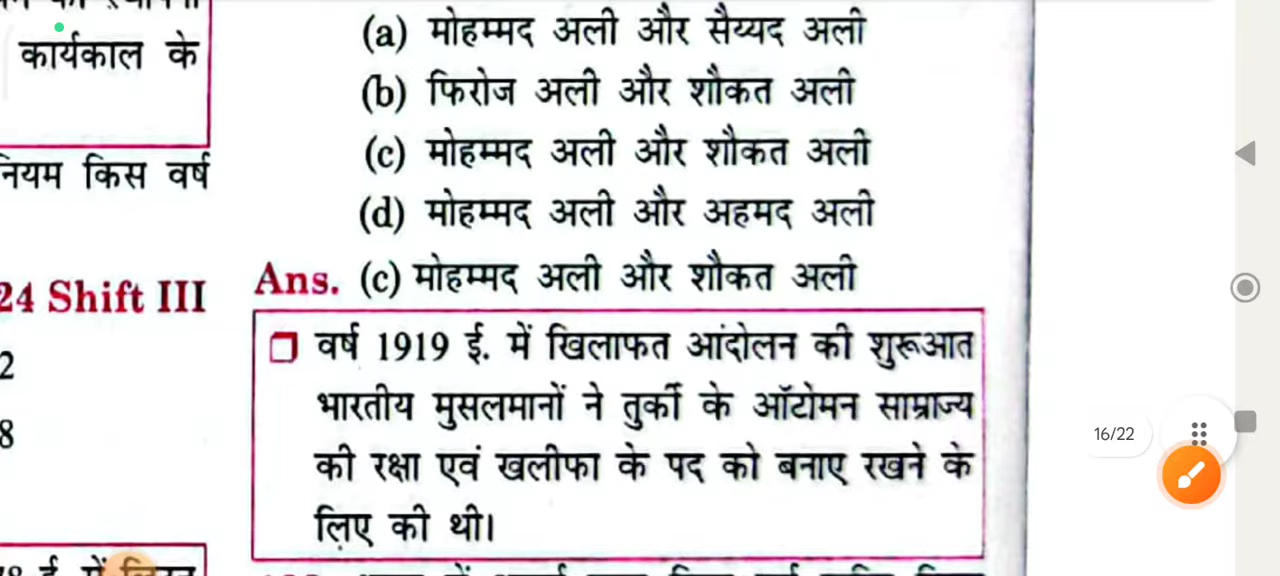 कार्यकाल के
नियम किस वर्ष
24 Shift III
2
8
(a) मोहम्मद अली और सैय्यद अली
(b) फिरोज अली और शौकत अली
(c) मोहम्मद अली और शौकत अली
(d) मोहम्मद अली और अहमद अली
Ans. (c) मोहम्मद अली और शौकत अली
वर्ष 1919 ई. में खिलाफत आंदोलन की शुरूआत
भारतीय मुसलमानों ने तुर्की के ऑटोमन साम्राज्य
की रक्षा एवं खलीफा के पद को बनाए रखने के
लिए की थी।
16/22